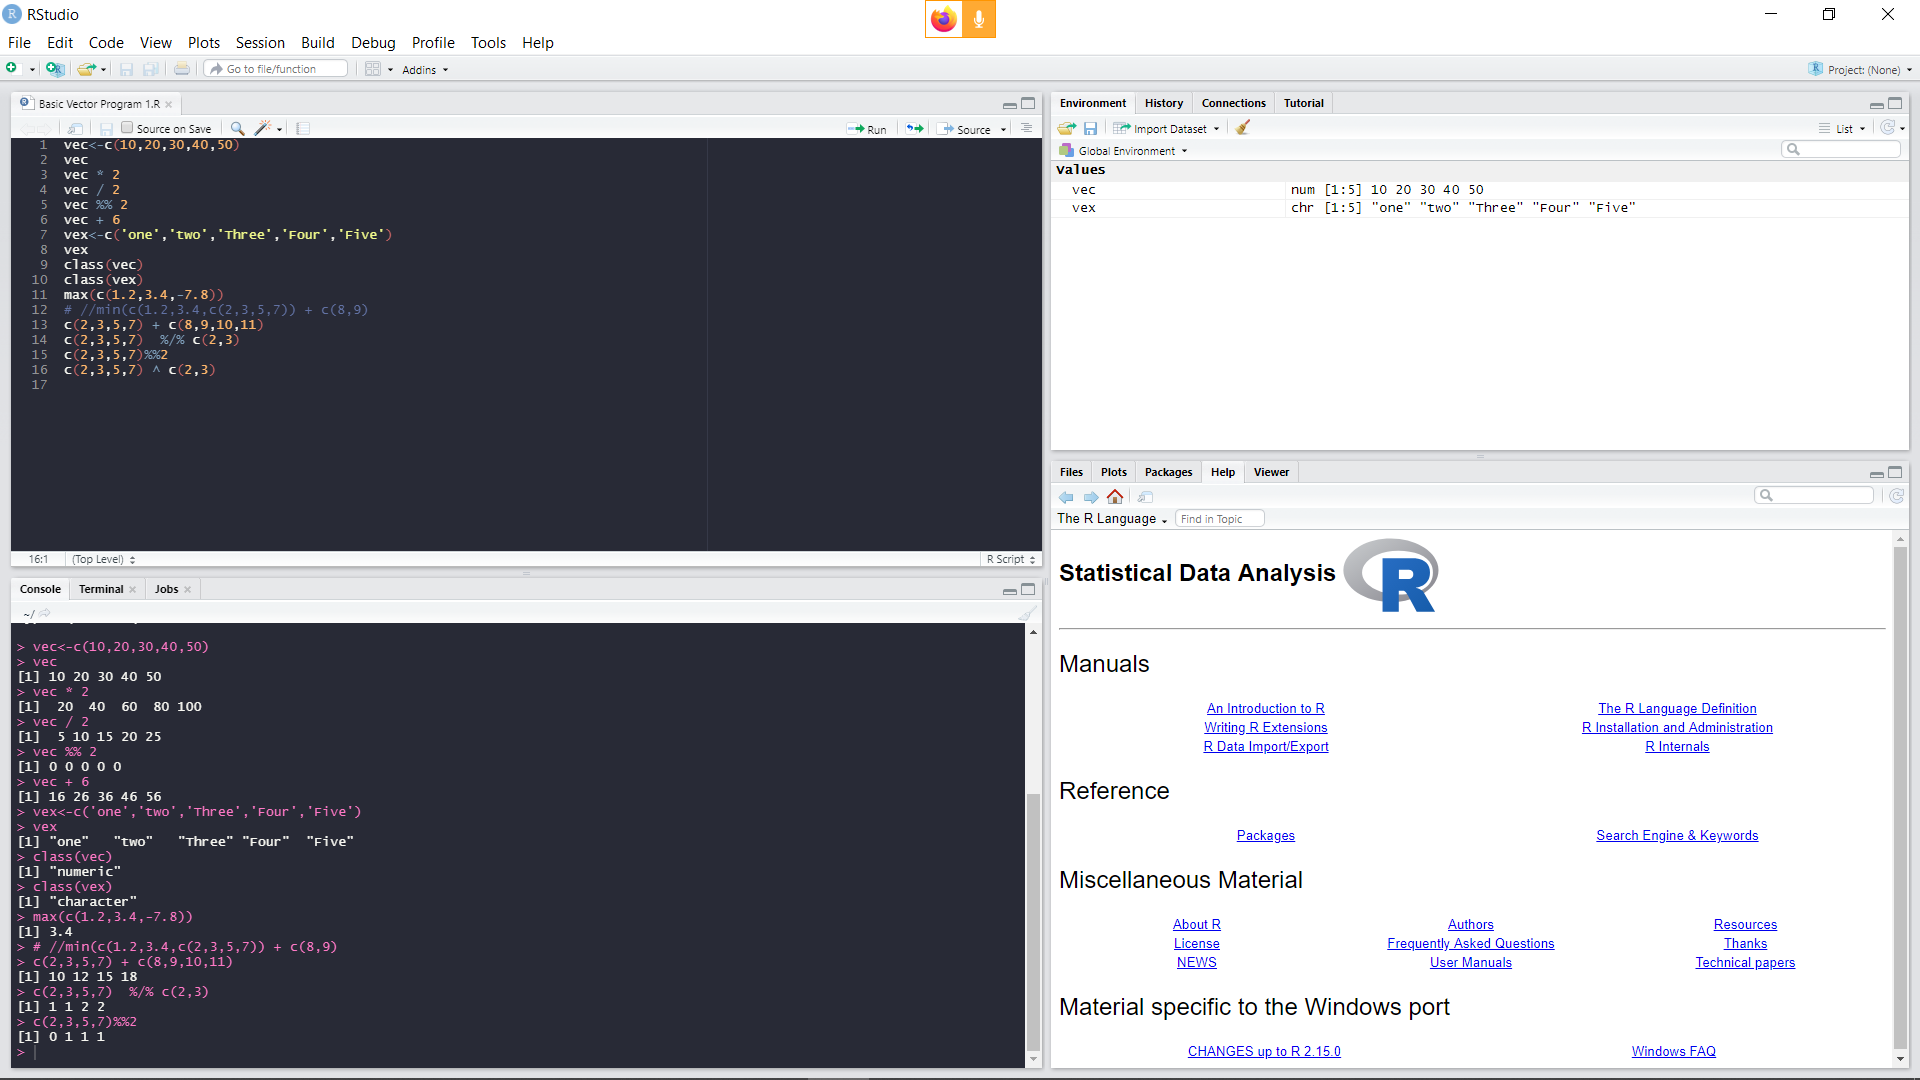 RStudio
File Edit Code View Plots Session Build Debug Profile Tools Help
Go to file/function Addins Project: (None)
Basic Vector Program 1.R
Source on Save Run Source
1 vec<-c(10,20,30,40,50)
2 vec
3 vec * 2
4 vec / 2
5 vec %% 2
6 vec + 6
7 vex<-c('one','two','Three','Four','Five')
8 vex
9 class(vec)
10 class(vex)
11 max(c(1.2,3.4,-7.8))
12 # //min(c(1.2,3.4,c(2,3,5,7)) + c(8,9)
13 c(2,3,5,7) + c(8,9,10,11)
14 c(2,3,5,7)  %/% c(2,3)
15 c(2,3,5,7)%%2
16 c(2,3,5,7) ^ c(2,3)
17
16:1 (Top Level) R Script
Console Terminal Jobs
~/
> vec<-c(10,20,30,40,50)
> vec
[1] 10 20 30 40 50
> vec * 2
[1]  20  40  60  80 100
> vec / 2
[1]  5 10 15 20 25
> vec %% 2
[1] 0 0 0 0 0
> vec + 6
[1] 16 26 36 46 56
> vex<-c('one','two','Three','Four','Five')
> vex
[1] "one"   "two"   "Three" "Four"  "Five"
> class(vec)
[1] "numeric"
> class(vex)
[1] "character"
> max(c(1.2,3.4,-7.8))
[1] 3.4
> # //min(c(1.2,3.4,c(2,3,5,7)) + c(8,9)
> c(2,3,5,7) + c(8,9,10,11)
[1] 10 12 15 18
> c(2,3,5,7)  %/% c(2,3)
[1] 1 1 2 2
> c(2,3,5,7)%%2
[1] 0 1 1 1
>
Environment History Connections Tutorial
Import Dataset List
Global Environment
Values
vec num [1:5] 10 20 30 40 50
vex chr [1:5] "one" "two" "Three" "Four" "Five"
Files Plots Packages Help Viewer
The R Language Find in Topic
Statistical Data Analysis R
Manuals
An Introduction to R The R Language Definition
Writing R Extensions R Installation and Administration
R Data Import/Export R Internals
Reference
Packages Search Engine & Keywords
Miscellaneous Material
About R Authors Resources
License Frequently Asked Questions Thanks
NEWS User Manuals Technical papers
Material specific to the Windows port
CHANGES up to R 2.15.0 Windows FAQ